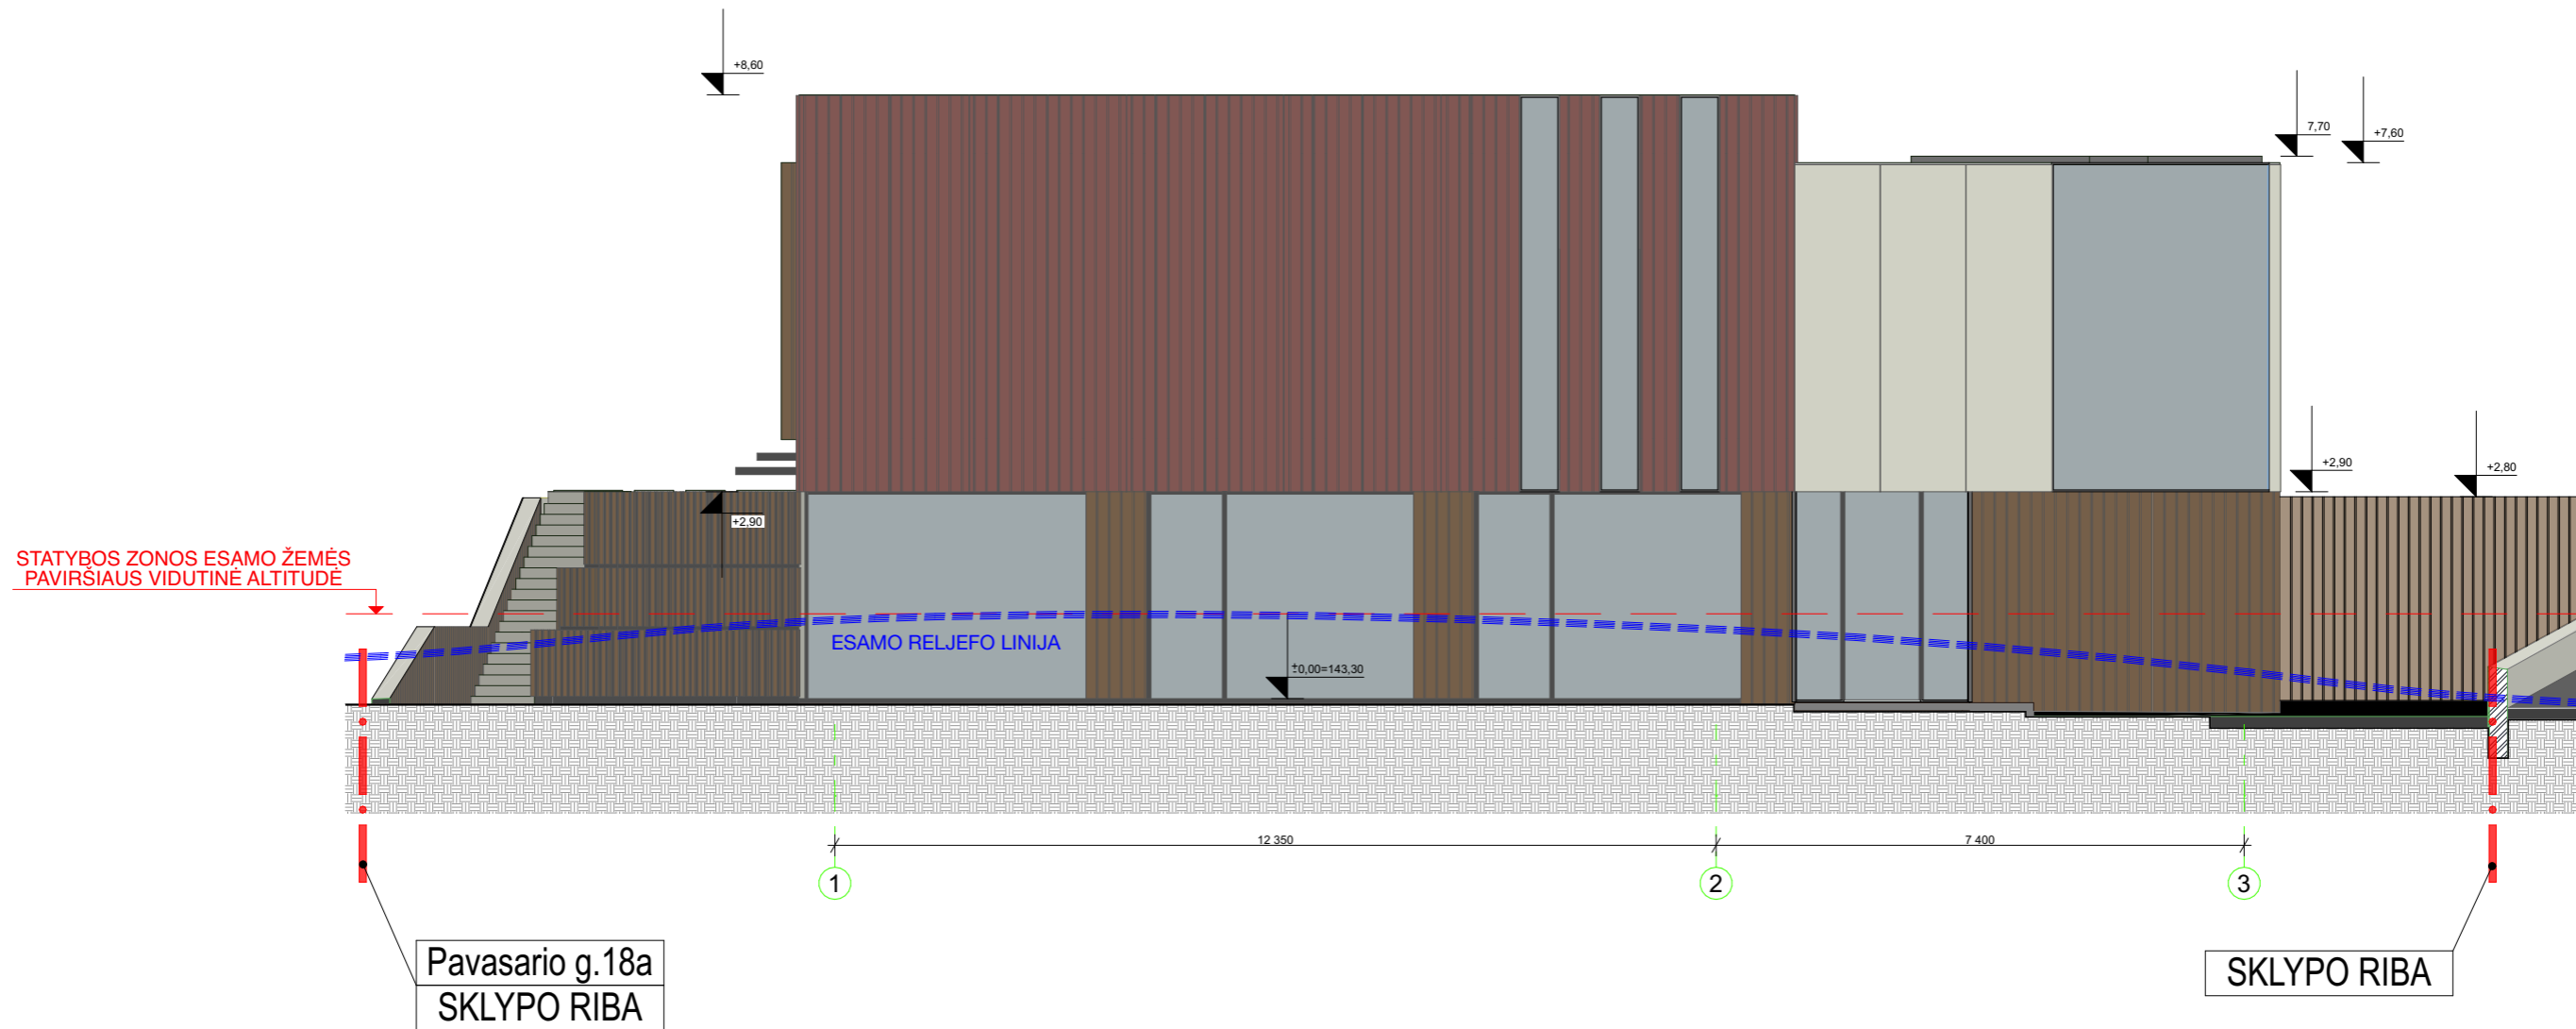 +8,60
7,70
+7,60
+2,90
+2,80
+2,90
STATYBOS ZONOS ESAMO ŽEMĖS
PAVIRŠIAUS VIDUTINĖ ALTITUDĖ
ESAMO RELJEFO LINIJA
±0,00=143,30
12 350
7 400
1
2
3
Pavasario g.18a
SKLYPO RIBA
SKLYPO RIBA